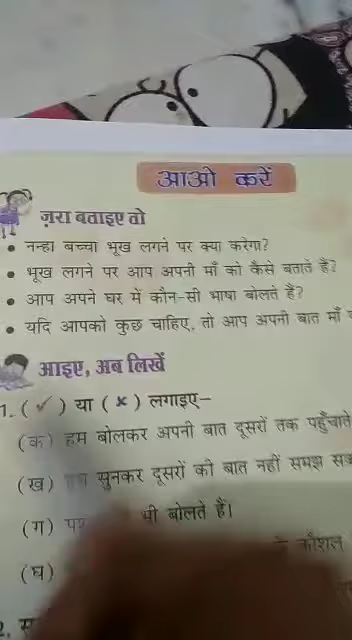 आओ करें
ज़रा बताइए तो
• नन्हा बच्चा भूख लगने पर क्या करेगा?
• भूख लगने पर आप अपनी माँ को कैसे बताते हैं?
• आप अपने घर में कौन-सी भाषा बोलते हैं?
• यदि आपको कुछ चाहिए, तो आप अपनी बात माँ
आइए, अब लिखें
1. (✓) या (×) लगाइए–
(क) हम बोलकर अपनी बात दूसरों तक पहुँचाते
(ख) सुनकर दूसरों की बात नहीं समझ
(ग) भी बोलते हैं।
(घ) कौशल
2.